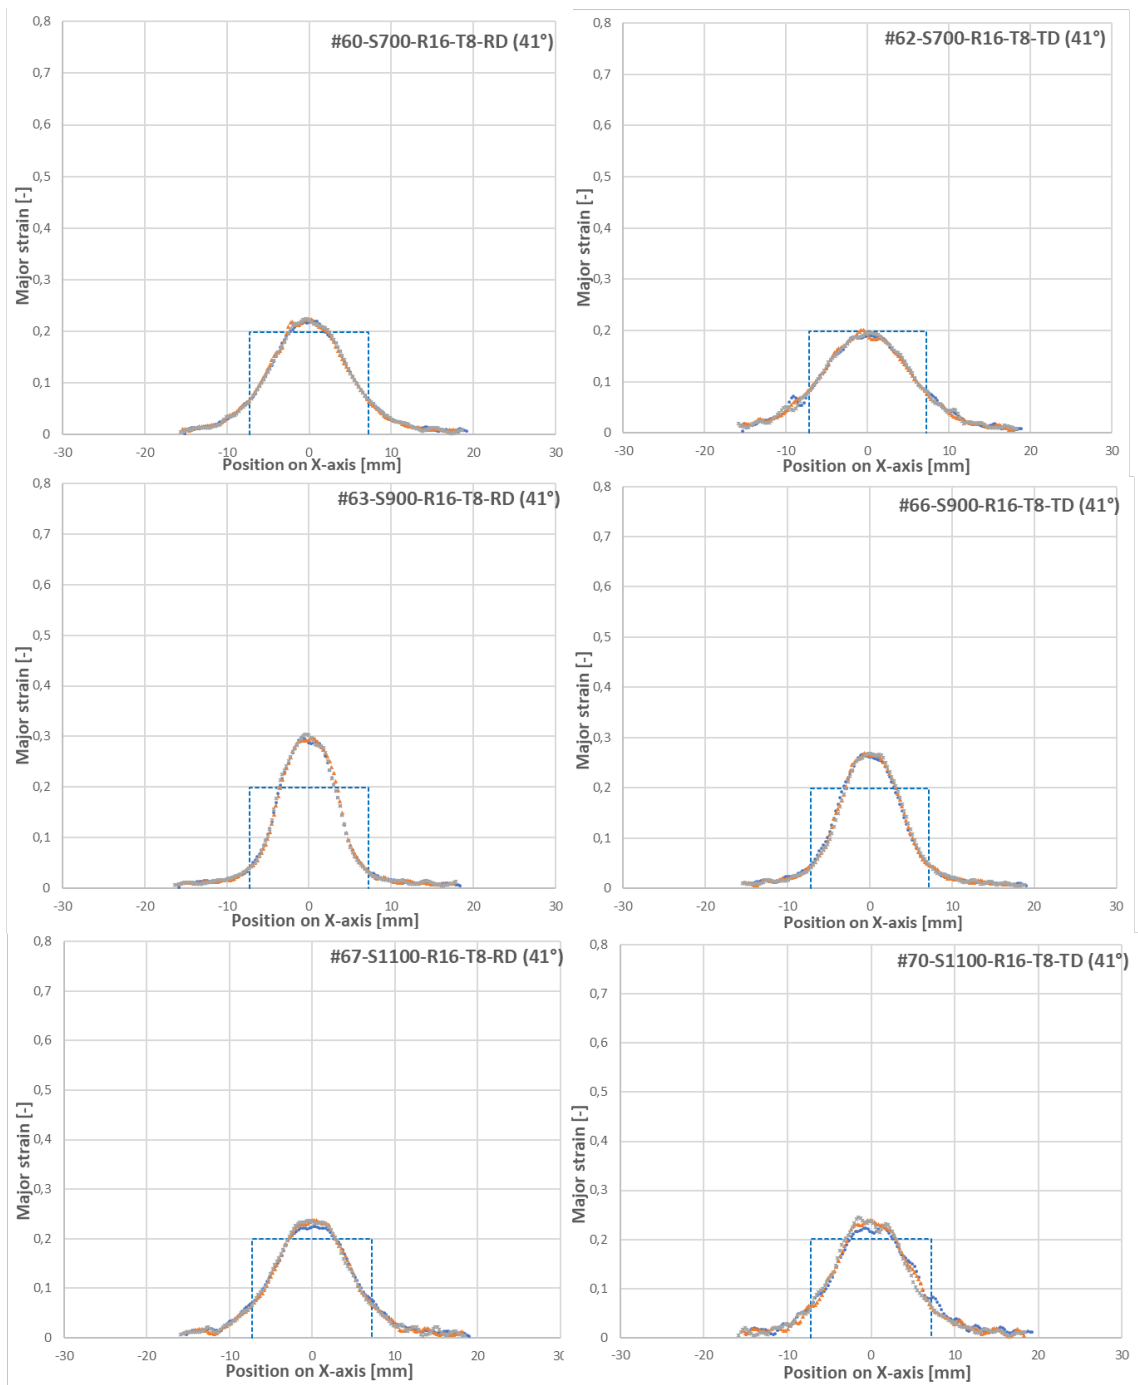 #60-S700-R16-T8-RD (41°)
0,8
0,7
0,6
0,5
0,4
0,3
0,2
0,1
0
Major strain [-]
-30 -20 -10 0 10 20 30
Position on X-axis [mm]
#62-S700-R16-T8-TD (41°)
0,8
0,7
0,6
0,5
0,4
0,3
0,2
0,1
0
Major strain [-]
-30 -20 -10 0 10 20 30
Position on X-axis [mm]
#63-S900-R16-T8-RD (41°)
0,8
0,7
0,6
0,5
0,4
0,3
0,2
0,1
0
Major strain [-]
-30 -20 -10 0 10 20 30
Position on X-axis [mm]
#66-S900-R16-T8-TD (41°)
0,8
0,7
0,6
0,5
0,4
0,3
0,2
0,1
0
Major strain [-]
-30 -20 -10 0 10 20 30
Position on X-axis [mm]
#67-S1100-R16-T8-RD (41°)
0,8
0,7
0,6
0,5
0,4
0,3
0,2
0,1
0
Major strain [-]
-30 -20 -10 0 10 20 30
Position on X-axis [mm]
#70-S1100-R16-T8-TD (41°)
0,8
0,7
0,6
0,5
0,4
0,3
0,2
0,1
0
Major strain [-]
-30 -20 -10 0 10 20 30
Position on X-axis [mm]